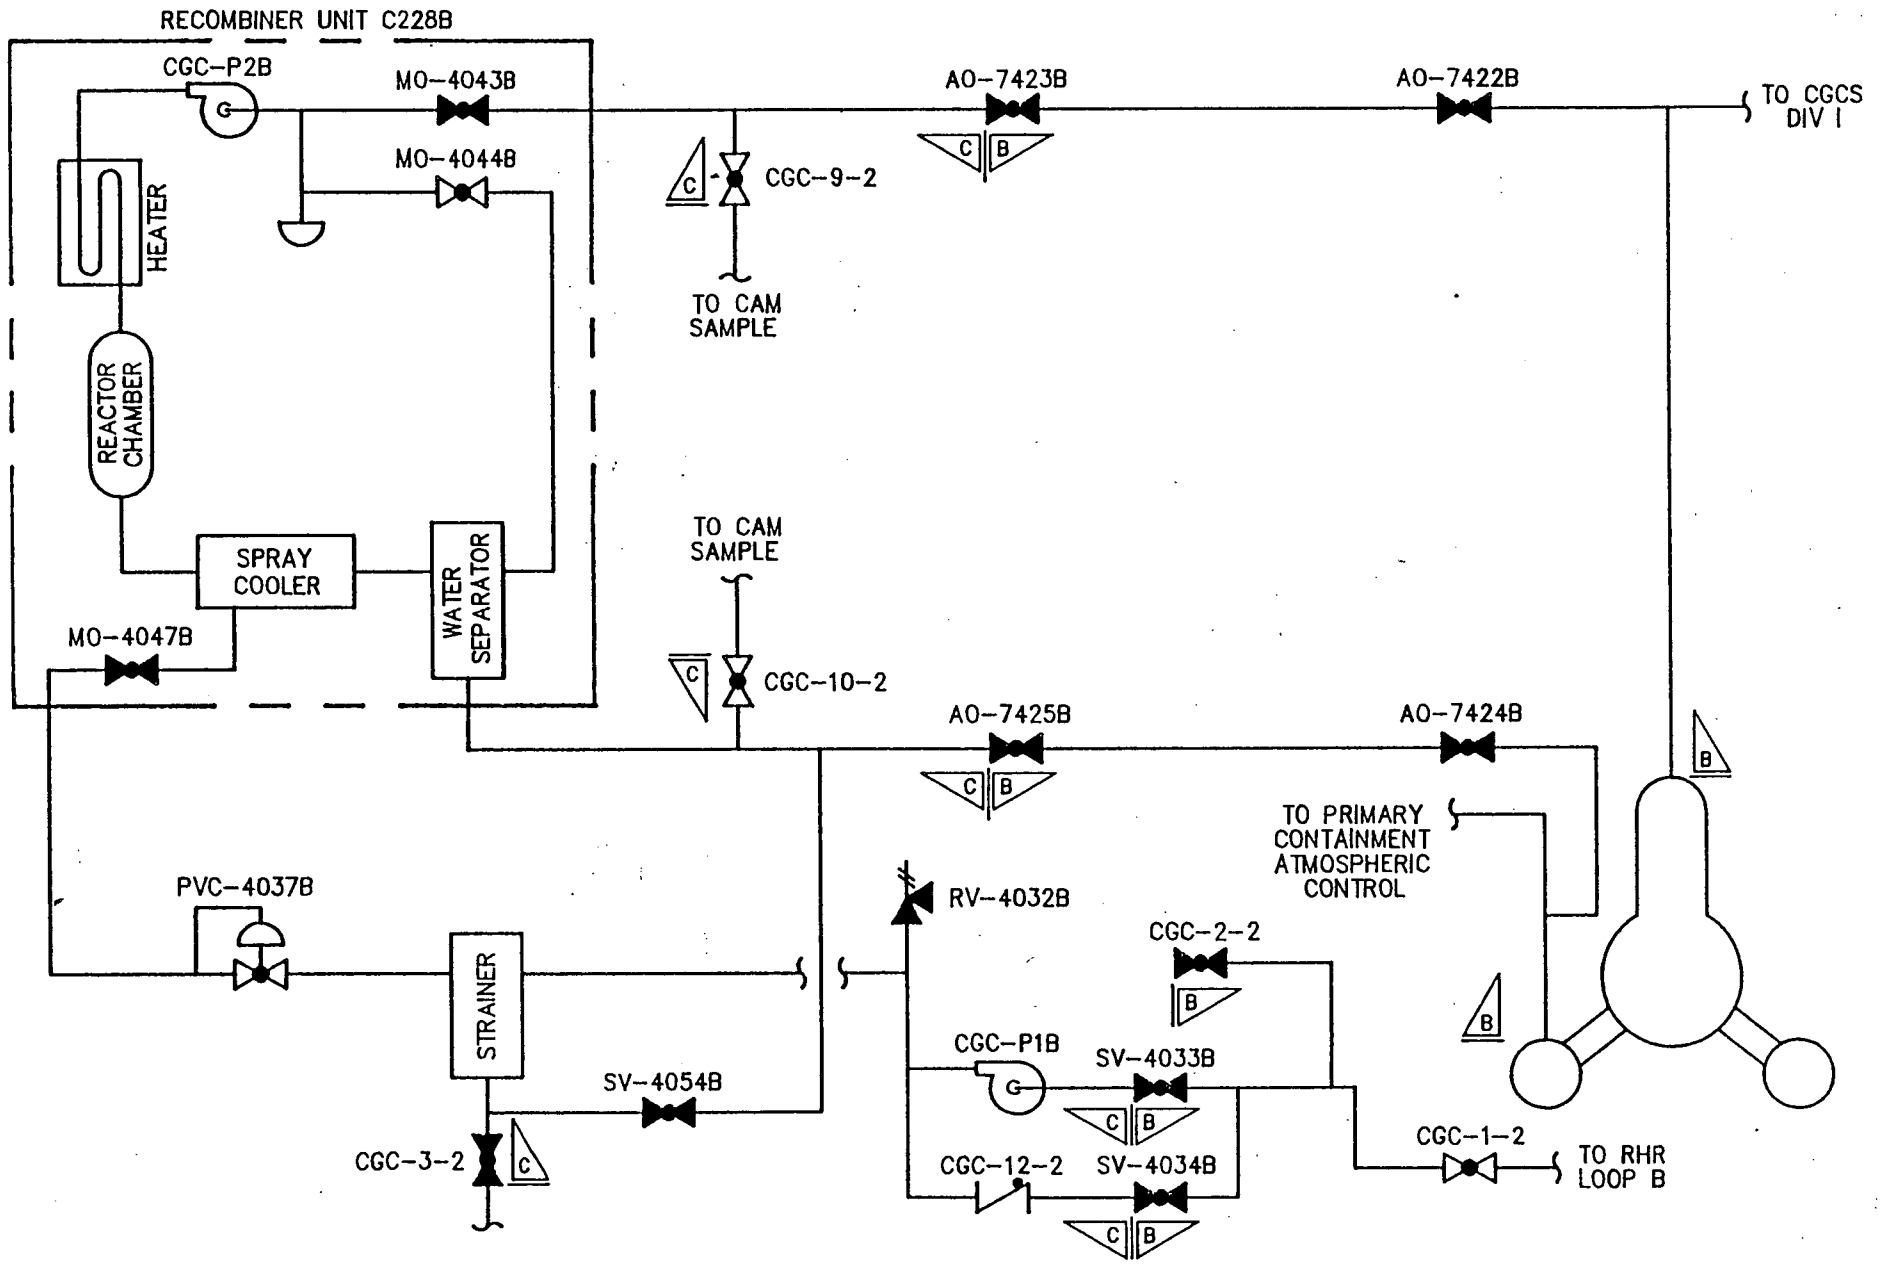 RECOMBINER UNIT C228B
CGC-P2B
MO-4043B
AO-7423B
AO-7422B
TO CGCS
DIV I
G
C
B
MO-4044B
C
CGC-9-2
HEATER
TO CAM
SAMPLE
REACTOR
CHAMBER
SPRAY
COOLER
WATER
SEPARATOR
TO CAM
SAMPLE
MO-4047B
C
CGC-10-2
AO-7425B
AO-7424B
B
C
B
TO PRIMARY
CONTAINMENT
ATMOSPHERIC
CONTROL
PVC-4037B
RV-4032B
CGC-2-2
STRAINER
B
B
CGC-P1B
SV-4033B
G
SV-4054B
C
B
CGC-3-2
C
CGC-12-2
SV-4034B
CGC-1-2
TO RHR
LOOP B
C
B